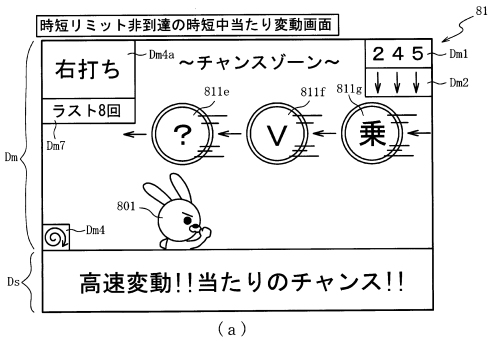 時短リミット非到達の時短中当たり変動画面
81
右打ち
Dm4a
～チャンスゾーン～
2 4 5
Dm1
↓ ↓ ↓
Dm2
ラスト8回
Dm7
811e
811f
811g
?
V
乗
Dm
801
Dm4
Ds
高速変動!!当たりのチャンス!!
(a)